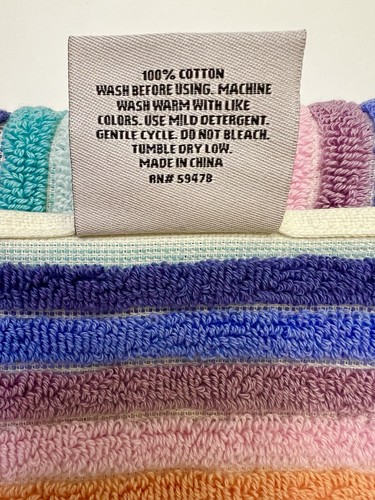 100% COTTON
WASH BEFORE USING. MACHINE
WASH WARM WITH LIKE
COLORS. USE MILD DETERGENT.
GENTLE CYCLE. DO NOT BLEACH.
TUMBLE DRY LOW.
MADE IN CHINA
RN# 59478